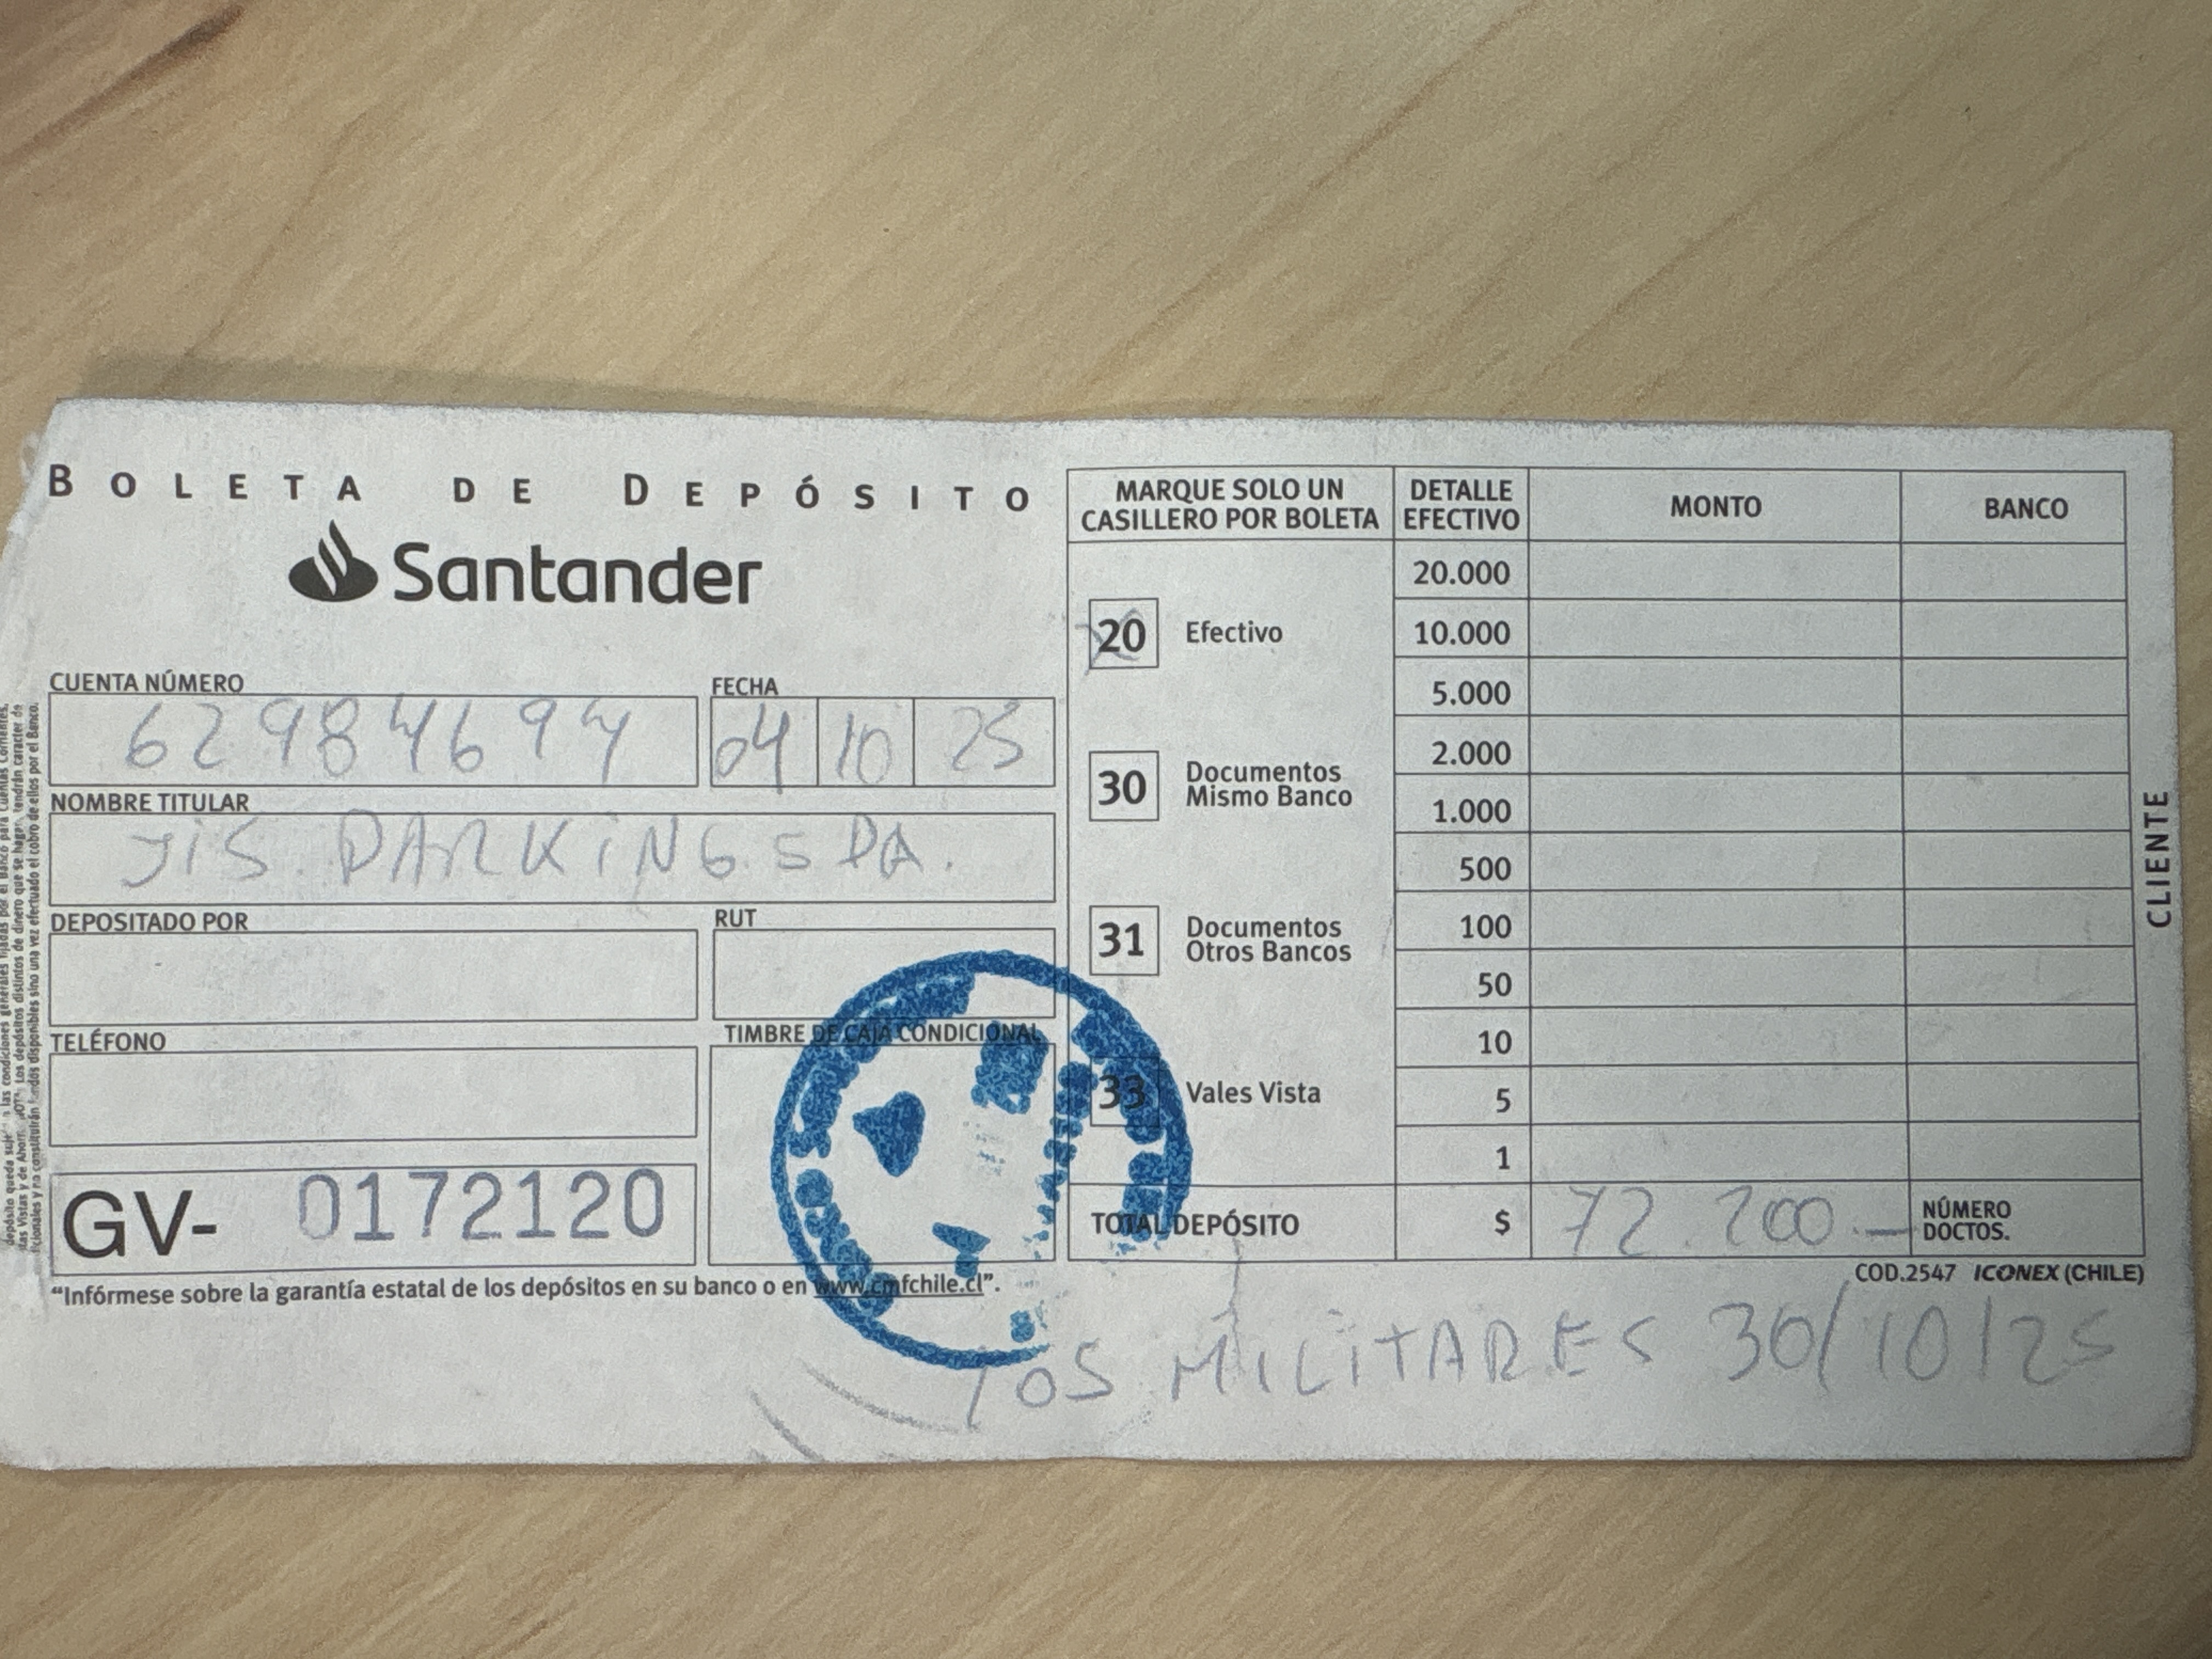 BOLETA DE DEPÓSITO
Santander
CUENTA NÚMERO
62984694
FECHA
04 10 25
NOMBRE TITULAR
JIS PARKING SPA.
DEPOSITADO POR
RUT
TELÉFONO
TIMBRE DE CAJA CONDICIONAL
GV- 0172120
"Infórmese sobre la garantía estatal de los depósitos en su banco o en www.cmfchile.cl".
MARQUE SOLO UN
CASILLERO POR BOLETA
20 Efectivo
30 Documentos
Mismo Banco
31 Documentos
Otros Bancos
33 Vales Vista
DETALLE
EFECTIVO
MONTO
BANCO
20.000
10.000
5.000
2.000
1.000
500
100
50
10
5
1
TOTAL DEPÓSITO $ 72.200.—
NÚMERO
DOCTOS.
COD.2547 ICONEX (CHILE)
CLIENTE
LOS MILITARES 30/10/25